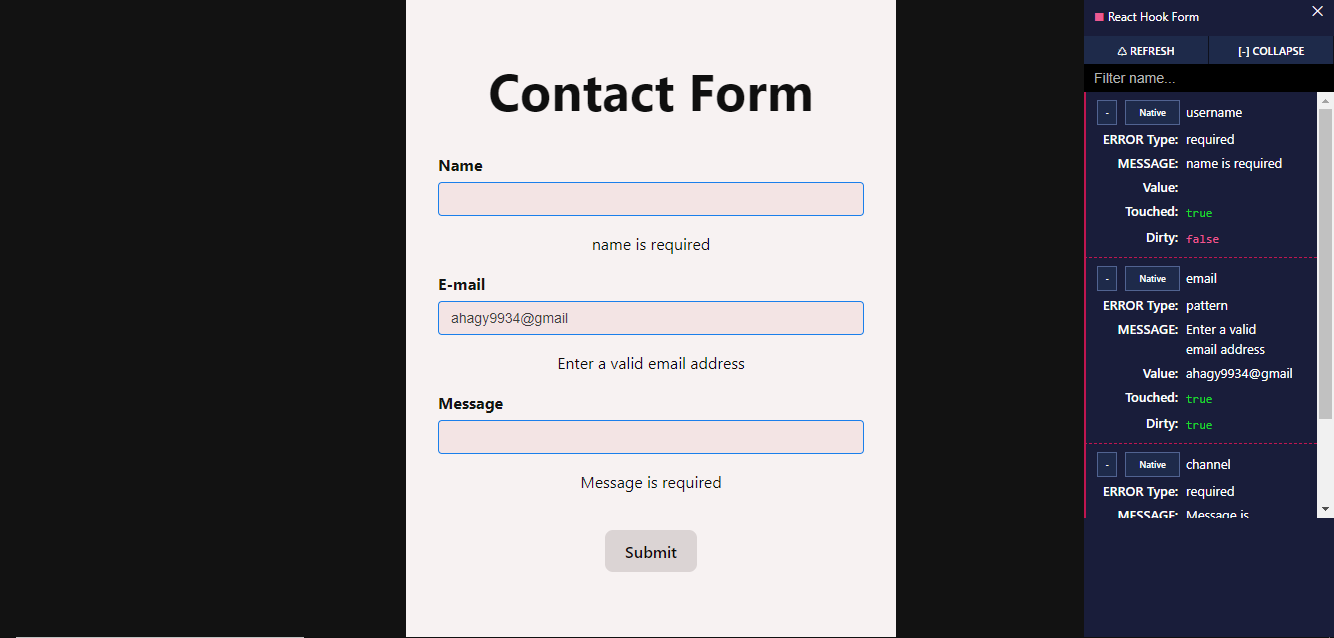 Contact Form
Name
name is required
E-mail
ahagy9934@gmail
Enter a valid email address
Message
Message is required
Submit
React Hook Form
REFRESH
[-] COLLAPSE
Filter name...
- Native username
ERROR Type: required
MESSAGE: name is required
Value:
Touched: true
Dirty: false
- Native email
ERROR Type: pattern
MESSAGE: Enter a valid
email address
Value: ahagy9934@gmail
Touched: true
Dirty: true
- Native channel
ERROR Type: required
MESSAGE: Message is